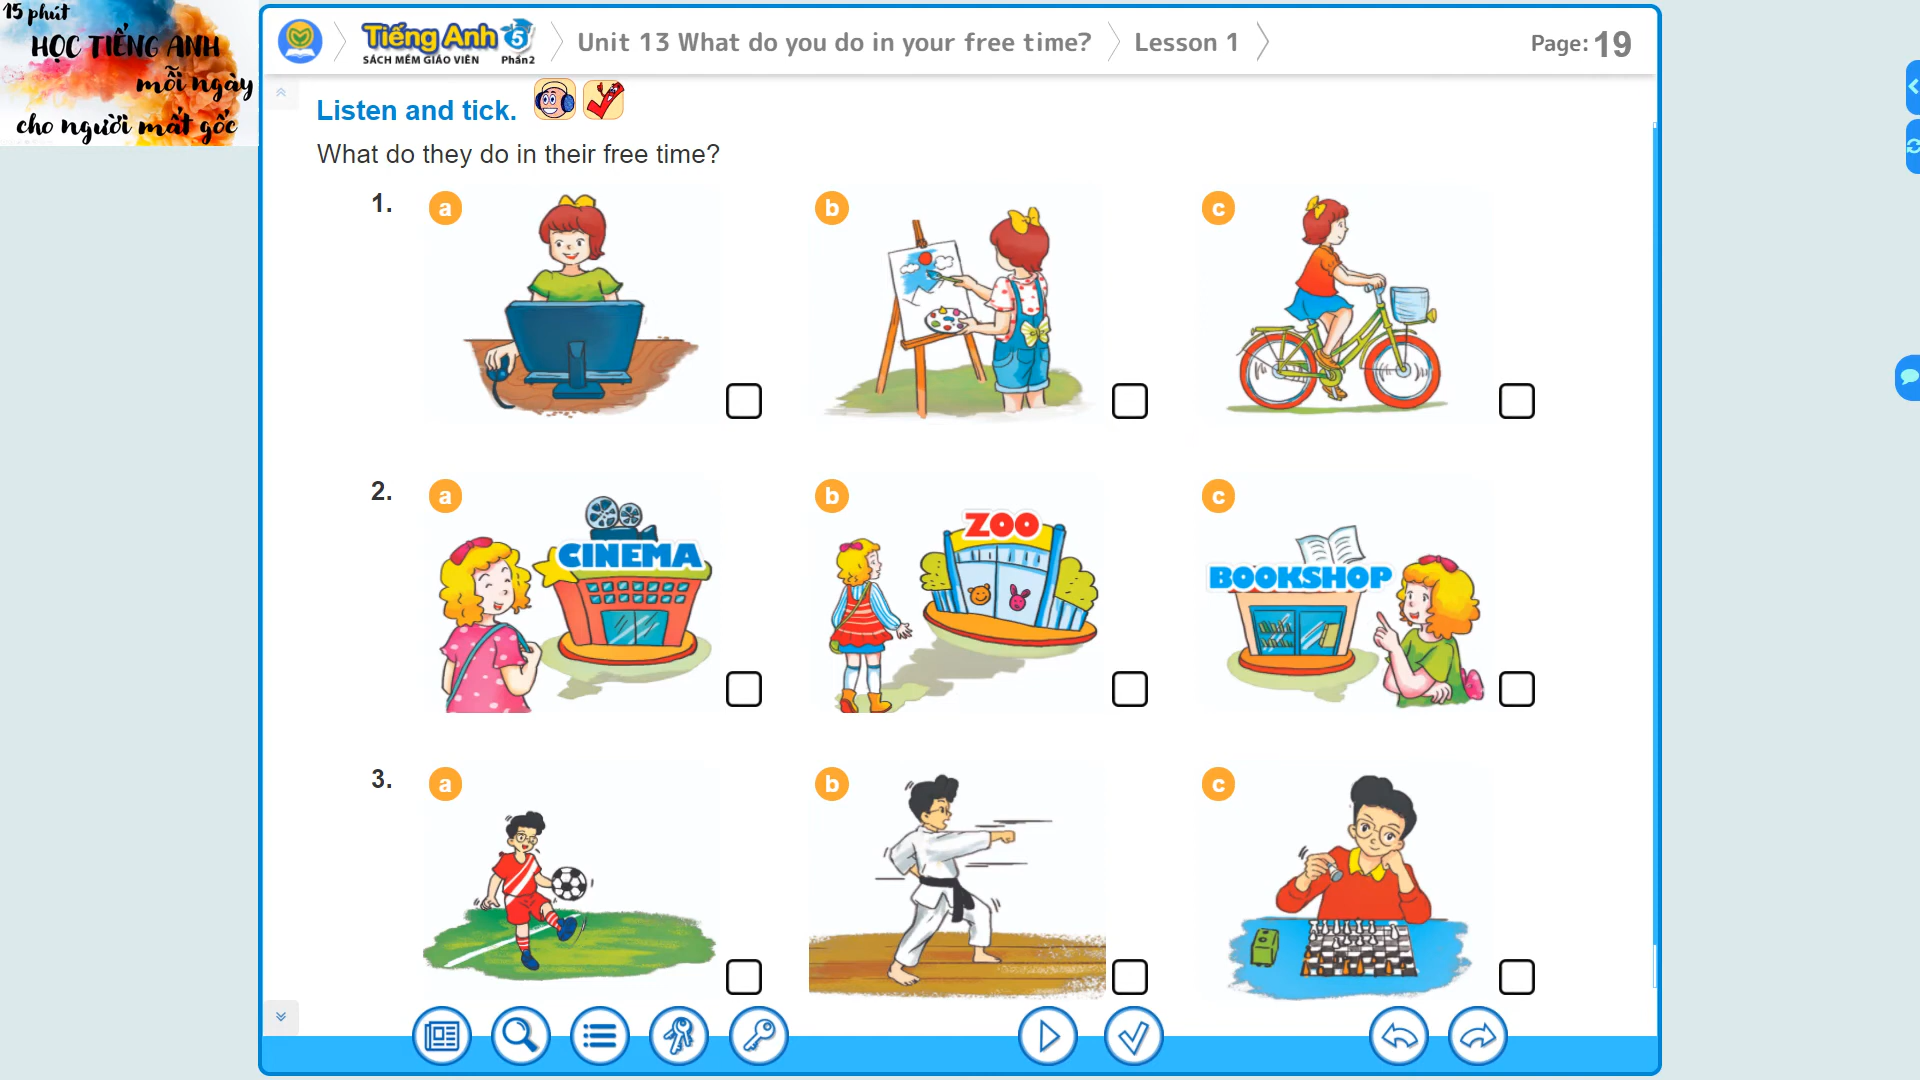 15 phút
HỌC TIẾNG ANH
mỗi ngày
cho người mất gốc
Tiếng Anh 5
SÁCH MỀM GIÁO VIÊN Phần 2
Unit 13 What do you do in your free time?
Lesson 1
Page: 19
Listen and tick.
What do they do in their free time?
1. a b c
2. a b c
CINEMA
ZOO
BOOKSHOP
3. a b c